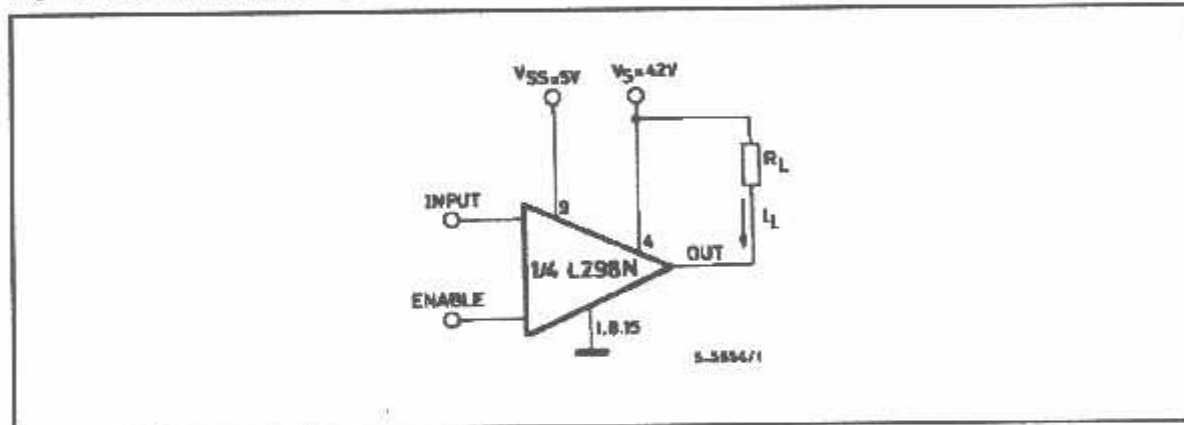 VSS=5V VS=42V
RL
INPUT 9
IL
4
OUT
1/4 L298N
ENABLE
1,8,15